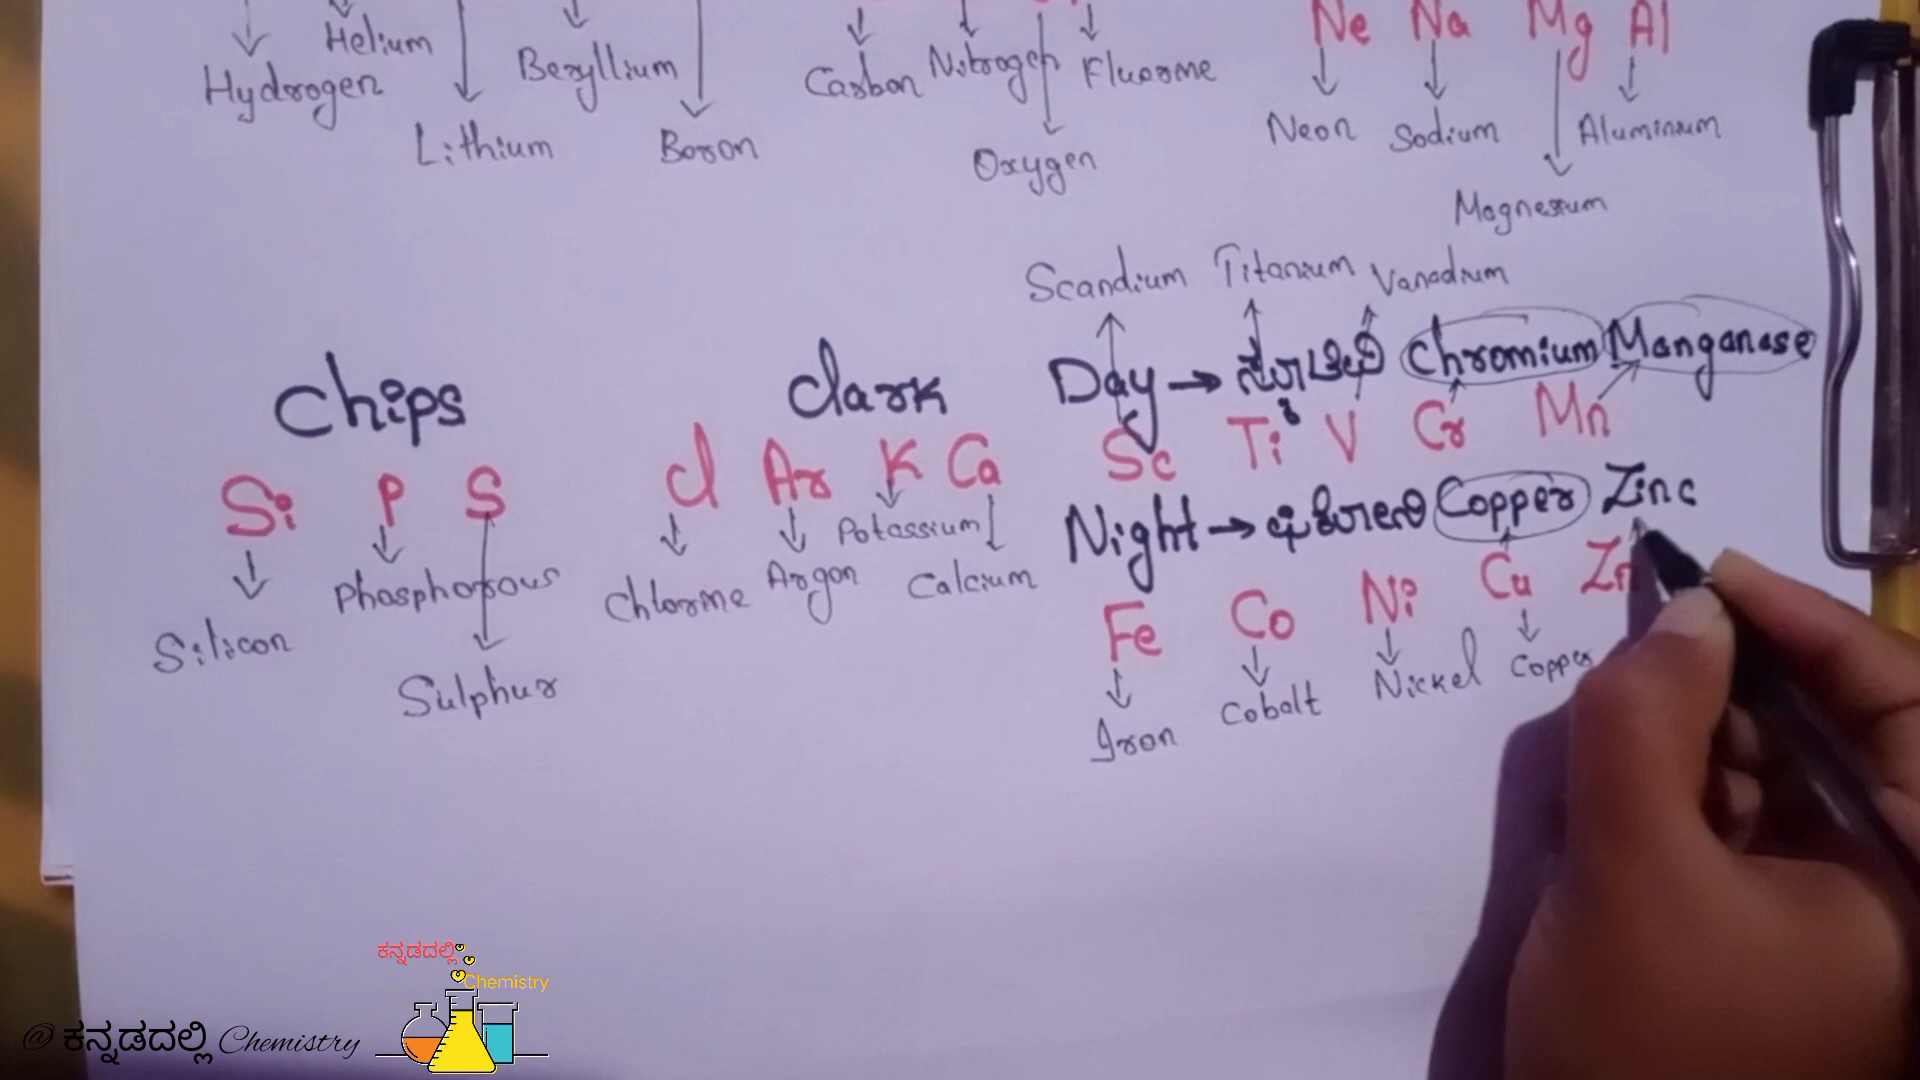 Ne Na Mg Al
Helium Beryllium
Hydrogen Carbon Nitrogen Fluorine
Lithium Boron Oxygen Neon Sodium Aluminium
Magnesium
Scandium Titanium Vanadium
Chips Clark Day → Chromium Manganase
Si P S Cl Ar K Ca Sc Ti V Cr Mn
Potassium Night → Copper Zinc
Silicon Phosphorous Chlorine Argon Calcium Fe Co Ni Cu Zn
Sulphur Iron Cobalt Nickel Copper
ಕನ್ನಡದಲ್ಲಿ
Chemistry
@ ಕನ್ನಡದಲ್ಲಿ Chemistry